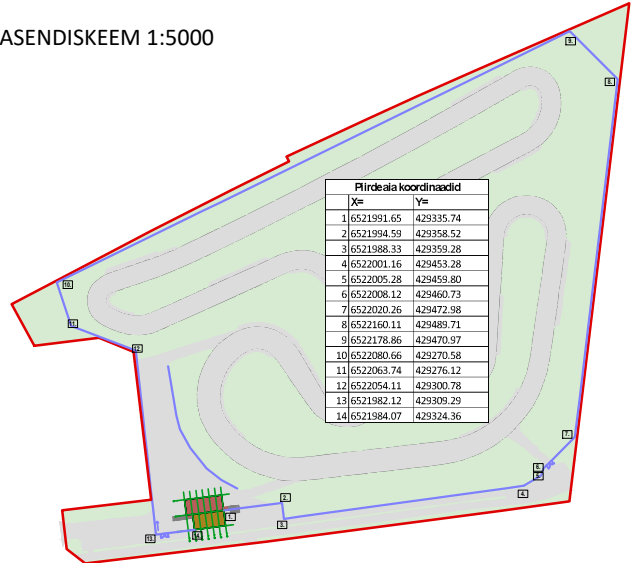 ASENDISKEEM 1:5000
9.
8.
Piirdeaia koordinaadid
X= Y=
1 6521991.65 429335.74
2 6521994.59 429358.52
3 6521988.33 429359.28
4 6522001.16 429453.28
5 6522005.28 429459.80
6 6522008.12 429460.73
7 6522020.26 429472.98
8 6522160.11 429489.71
9 6522178.86 429470.97
10 6522080.66 429270.58
11 6522063.74 429276.12
12 6522054.11 429300.78
13 6521982.12 429309.29
14 6521984.07 429324.36
10.
11.
12.
7.
6.
5.
4.
2.
1.
3.
14.
13.